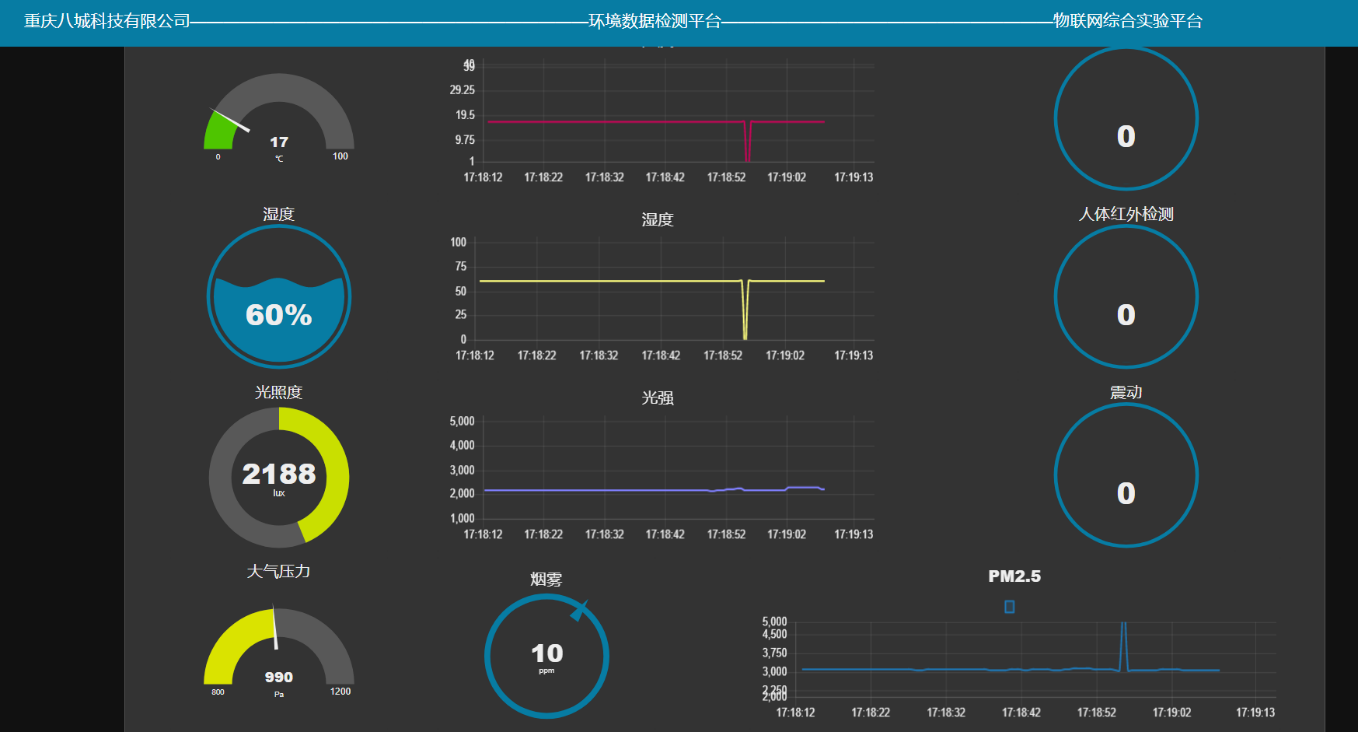 重庆八城科技有限公司————————————————————————环境数据检测平台————————————————————物联网综合实验平台
17
℃
0
100
40
39
29.25
19.5
9.75
1
17:18:12 17:18:22 17:18:32 17:18:42 17:18:52 17:19:02 17:19:13
0
湿度
60%
湿度
100
75
50
25
0
17:18:12 17:18:22 17:18:32 17:18:42 17:18:52 17:19:02 17:19:13
人体红外检测
0
光照度
2188
lux
光强
5,000
4,000
3,000
2,000
1,000
17:18:12 17:18:22 17:18:32 17:18:42 17:18:52 17:19:02 17:19:13
震动
0
大气压力
990
Pa
800
1200
烟雾
10
ppm
PM2.5
5,000
4,500
3,750
3,000
2,250
2,000
17:18:12 17:18:22 17:18:32 17:18:42 17:18:52 17:19:02 17:19:13